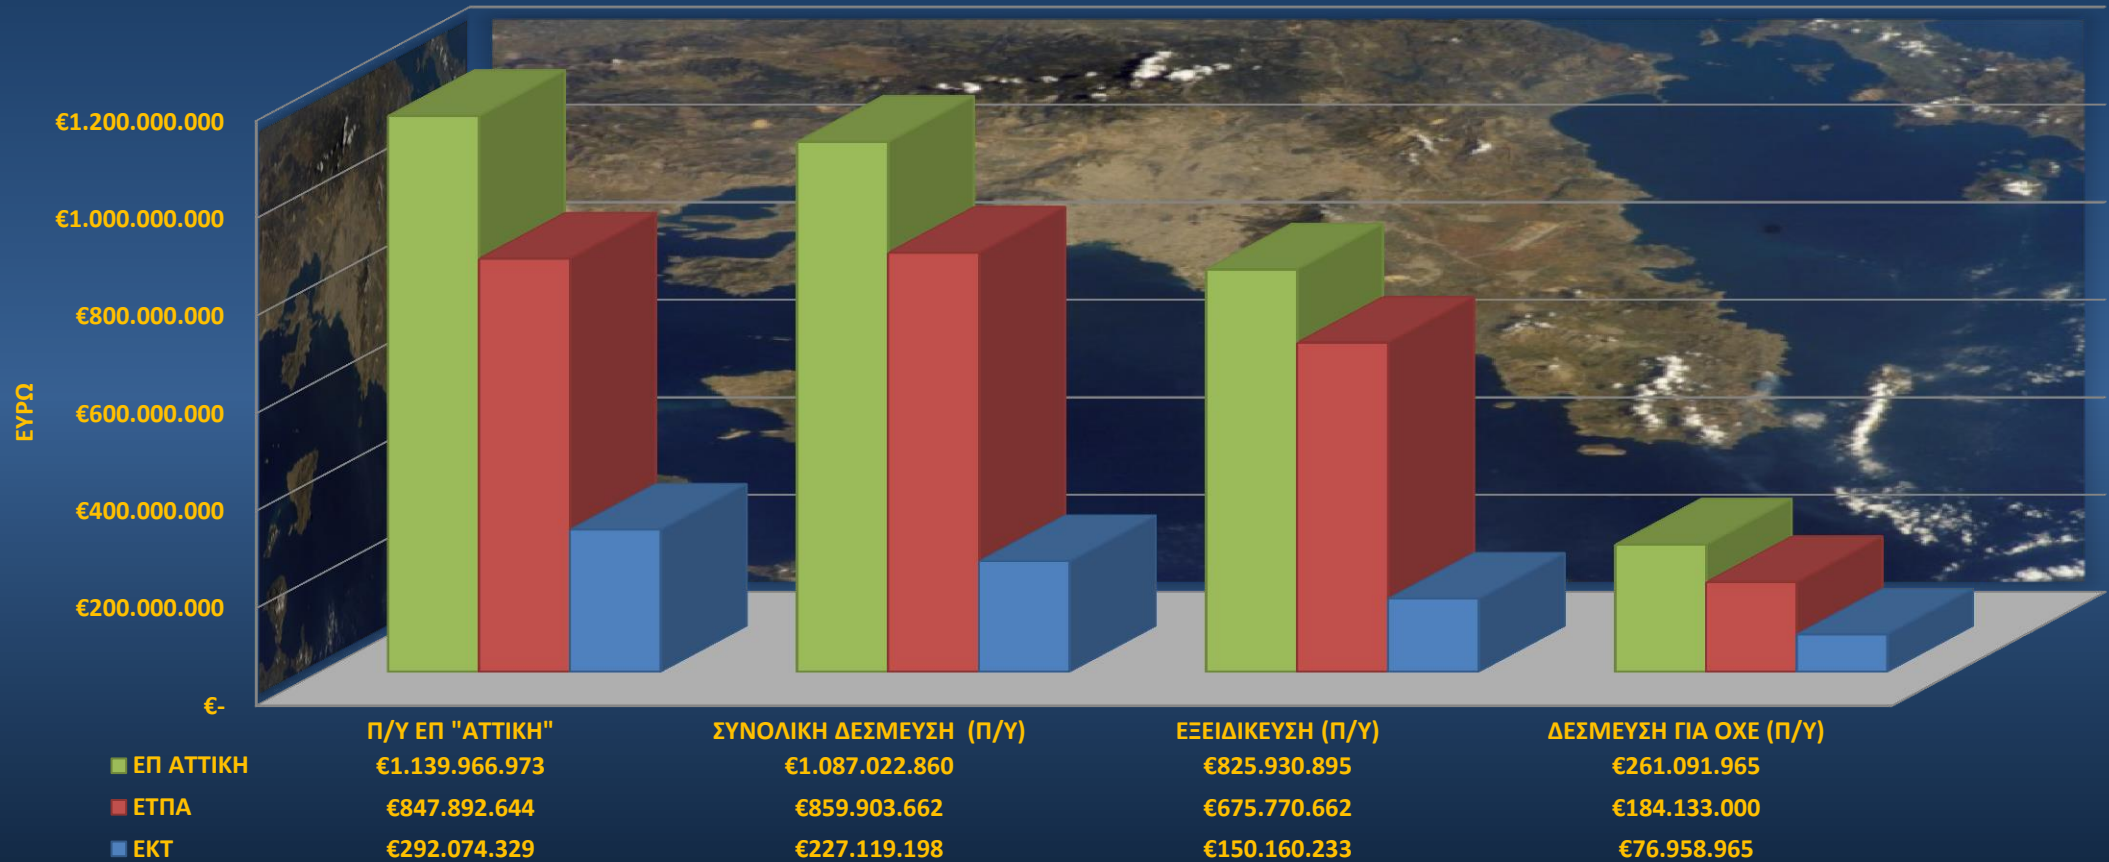 €1.200.000.000
€1.000.000.000
€800.000.000
€600.000.000
€400.000.000
€200.000.000
€-
ΕΥΡΩ
Π/Υ ΕΠ "ΑΤΤΙΚΗ" ΣΥΝΟΛΙΚΗ ΔΕΣΜΕΥΣΗ (Π/Υ) ΕΞΕΙΔΙΚΕΥΣΗ (Π/Υ) ΔΕΣΜΕΥΣΗ ΓΙΑ ΟΧΕ (Π/Υ)
ΕΠ ΑΤΤΙΚΗ €1.139.966.973 €1.087.022.860 €825.930.895 €261.091.965
ΕΤΠΑ €847.892.644 €859.903.662 €675.770.662 €184.133.000
ΕΚΤ €292.074.329 €227.119.198 €150.160.233 €76.958.965